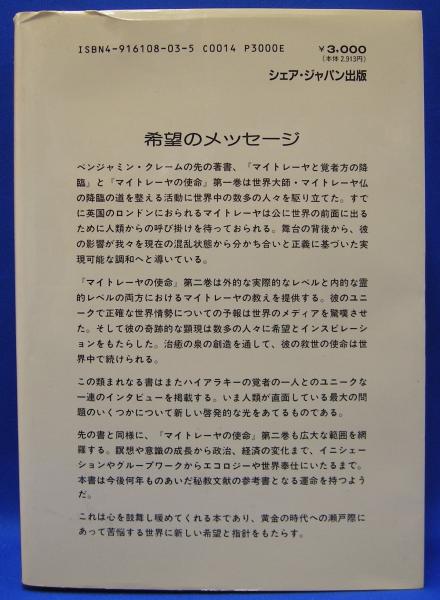 ISBN4-916108-03-5 C0014 P3000E
￥3,000
(本体2,913円)
シェア・ジャパン出版
希望のメッセージ
ベンジャミン・クレームの先の著書、『マイトレーヤと覚者方の降
臨』と『マイトレーヤの使命』第一巻は世界大師・マイトレーヤ仏
の降臨の道を整える活動に世界中の数多の人々を駆り立てた。すで
に英国のロンドンにおられるマイトレーヤは公に世界の前面に出る
ために人類からの呼び掛けを待っておられる。舞台の背後から、彼
の影響が我々を現在の混乱状態から分かち合いと正義に基づいた実
現可能な調和へと導いている。
『マイトレーヤの使命』第二巻は外的な実際的なレベルと内的な霊
的レベルの両方におけるマイトレーヤの教えを提供する。彼のユニ
ークで正確な世界情勢についての予報は世界のメディアを驚嘆させ
た。そして彼の奇跡的な顕現は数多の人々に希望とインスピレーシ
ョンをもたらした。治癒の泉の創造を通して、彼の救世の使命は世界
中で続けられる。
この類まれなる書はまたハイアラキーの覚者の一人とのユニークな
一連のインタビューを掲載する。いま人類が直面している最大の問
題のいくつかについて新しい啓発的な光をあてるものである。
先の書と同様に、『マイトレーヤの使命』第二巻も広大な範囲を網
羅する。瞑想や意識の成長から政治、経済の変化まで、イニシエー
ションやグループワークからエコロジーや世界奉仕にいたるまで。
本書は今後何年ものあいだ秘教文献の参考書となる運命を持つよう
だ。
これは心を鼓舞し暖めてくれる本であり、黄金の時代への瀬戸際に
あって苦悩する世界に新しい希望と指針をもたらす。